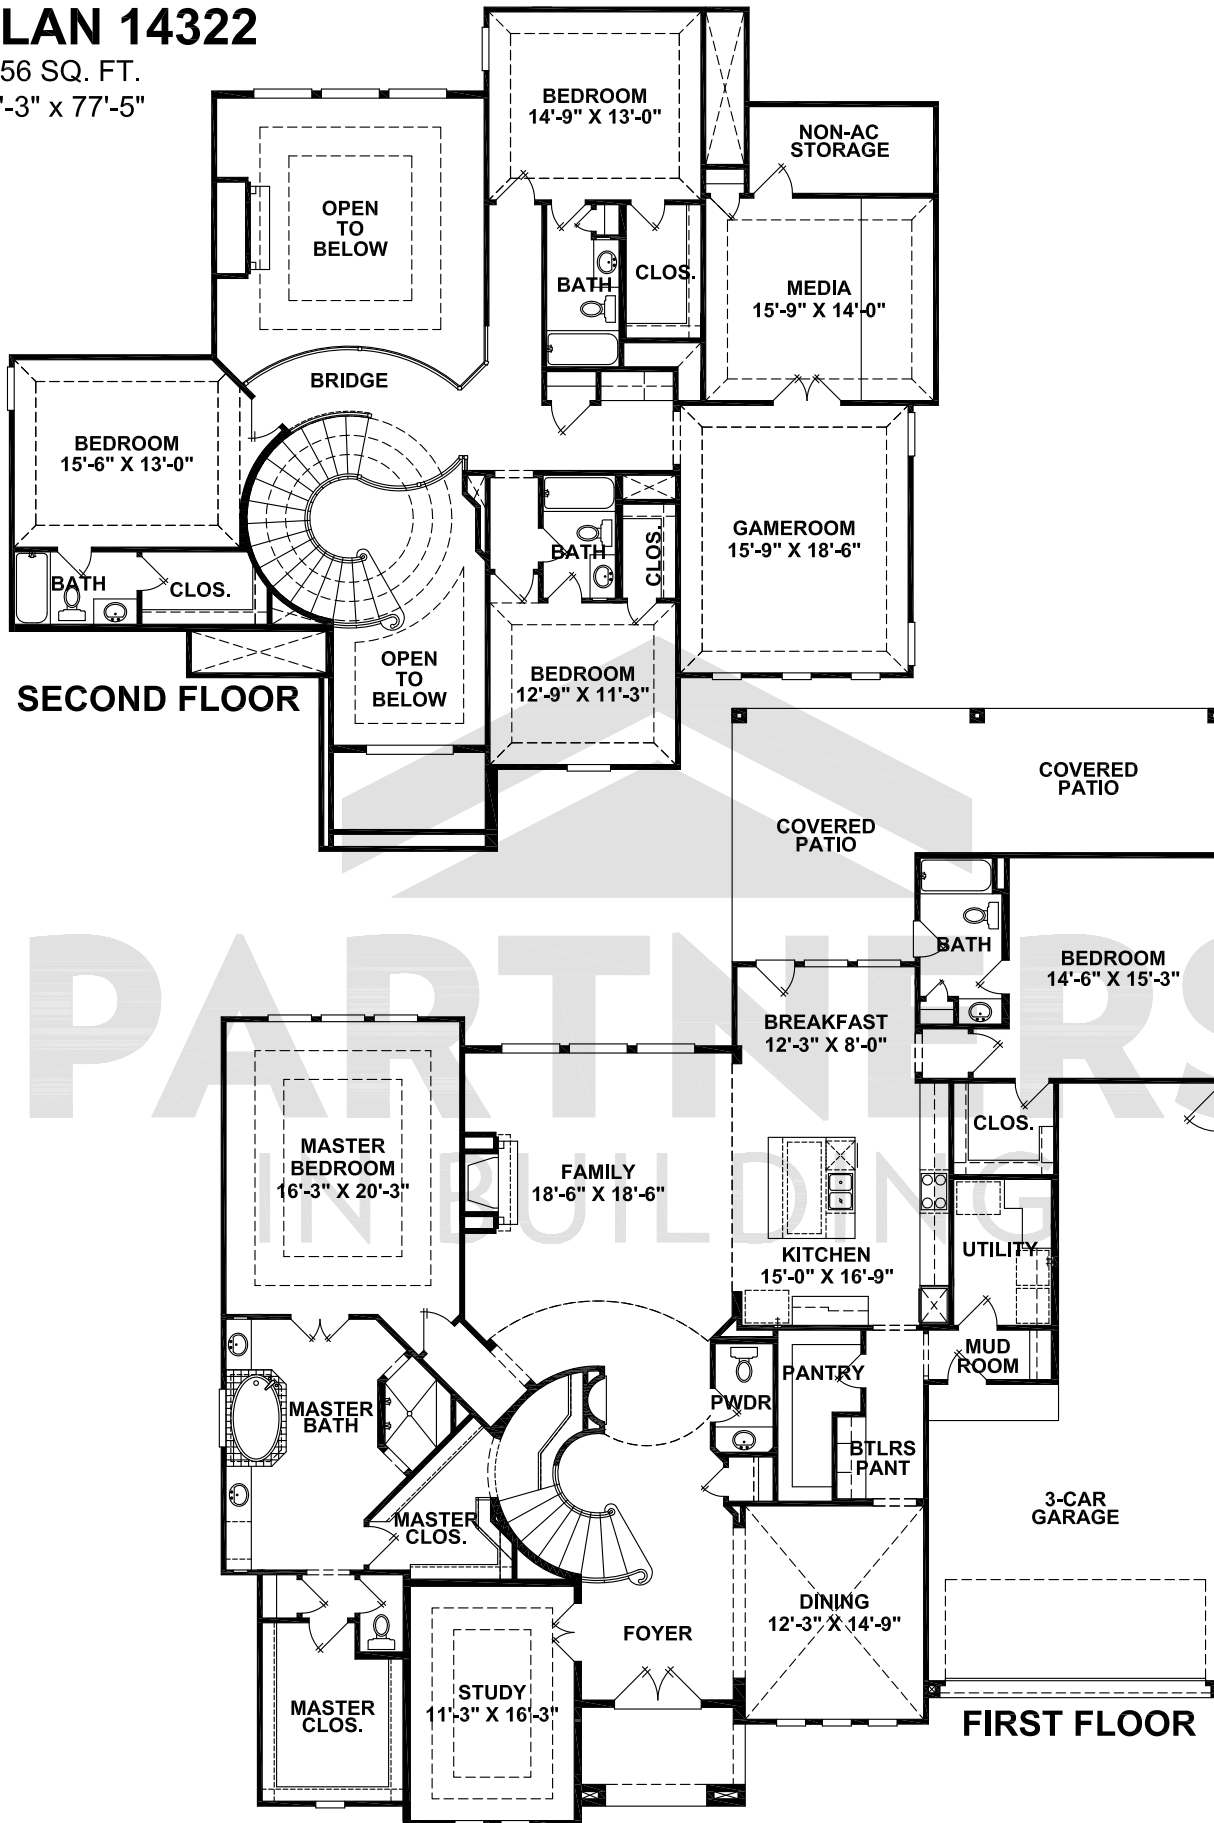 LAN 14322
56 SQ. FT.
'-3" x 77'-5"
BEDROOM
14'-9" X 13'-0"
NON-AC
STORAGE
OPEN
TO
BELOW
BATH
CLOS.
MEDIA
15'-9" X 14'-0"
BRIDGE
BEDROOM
15'-6" X 13'-0"
GAMEROOM
15'-9" X 18'-6"
BATH
CLOS.
BATH
CLOS.
OPEN
TO
BELOW
BEDROOM
12'-9" X 11'-3"
SECOND FLOOR
COVERED
PATIO
COVERED
PATIO
BATH
BEDROOM
14'-6" X 15'-3"
BREAKFAST
12'-3" X 8'-0"
PARTNERS
IN BUILDING
CLOS.
MASTER
BEDROOM
16'-3" X 20'-3"
FAMILY
18'-6" X 18'-6"
KITCHEN
15'-0" X 16'-9"
UTILITY
MUD
ROOM
PANTRY
PWDR
MASTER
BATH
BTLRS
PANT
MASTER
CLOS.
3-CAR
GARAGE
DINING
12'-3" X 14'-9"
FOYER
STUDY
11'-3" X 16'-3"
MASTER
CLOS.
FIRST FLOOR